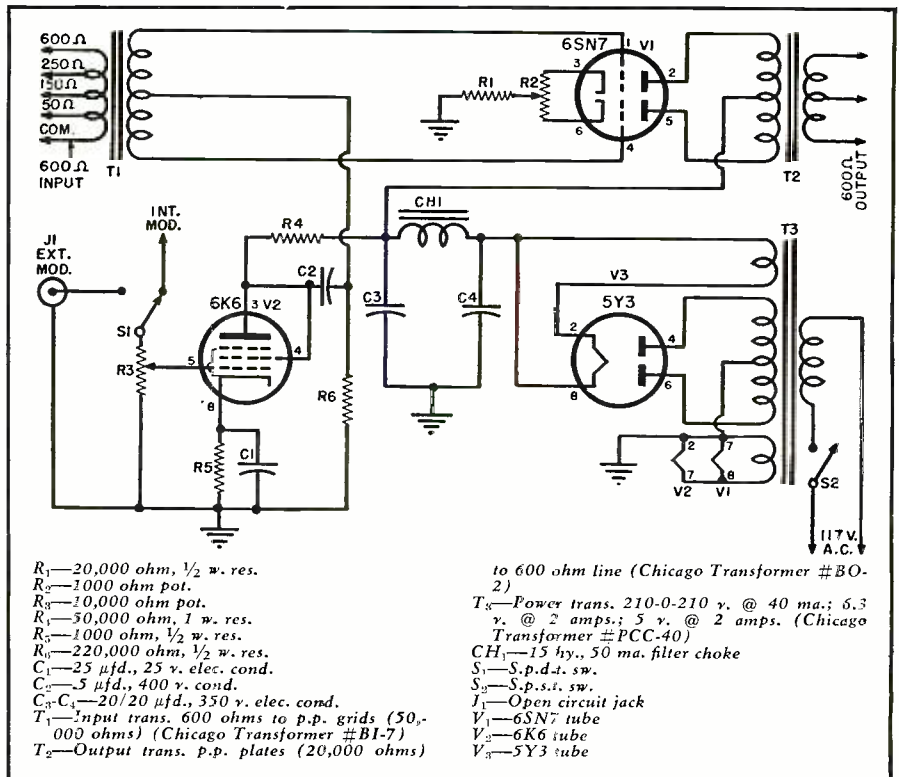 600Ω
250Ω
150Ω
50Ω
COM.
600Ω
INPUT
T1
6SN7
1
V1
3
R1
R2
6
2
5
4
T2
600Ω
OUTPUT
J1
EXT.
MOD.
INT.
MOD.
S1
R3
R4
6K6
3
V2
C2
5
4
8
R5
C1
R6
CH1
C3
C4
V3
5Y3
2
8
4
6
T3
2
7
7
8
V2
V1
S2
117 V.
A.C.
R₁—20,000 ohm, ½ w. res.
R₂—1000 ohm pot.
R₃—10,000 ohm pot.
R₄—50,000 ohm, 1 w. res.
R₅—1000 ohm, ½ w. res.
R₆—220,000 ohm, ½ w. res.
C₁—25 μfd., 25 v. elec. cond.
C₂—.5 μfd., 400 v. cond.
C₃-C₄—20/20 μfd., 350 v. elec. cond.
T₁—Input trans. 600 ohms to p.p. grids (50,-
000 ohms) (Chicago Transformer #BI-7)
T₂—Output trans. p.p. plates (20,000 ohms)
to 600 ohm line (Chicago Transformer #BO-
2)
T₃—Power trans. 210-0-210 v. @ 40 ma.; 6.3
v. @ 2 amps.; 5 v. @ 2 amps. (Chicago
Transformer #PCC-40)
CH₁—15 hy., 50 ma. filter choke
S₁—S.p.d.t. sw.
S₂—S.p.s.t. sw.
J₁—Open circuit jack
V₁—6SN7 tube
V₂—6K6 tube
V₃—5Y3 tube